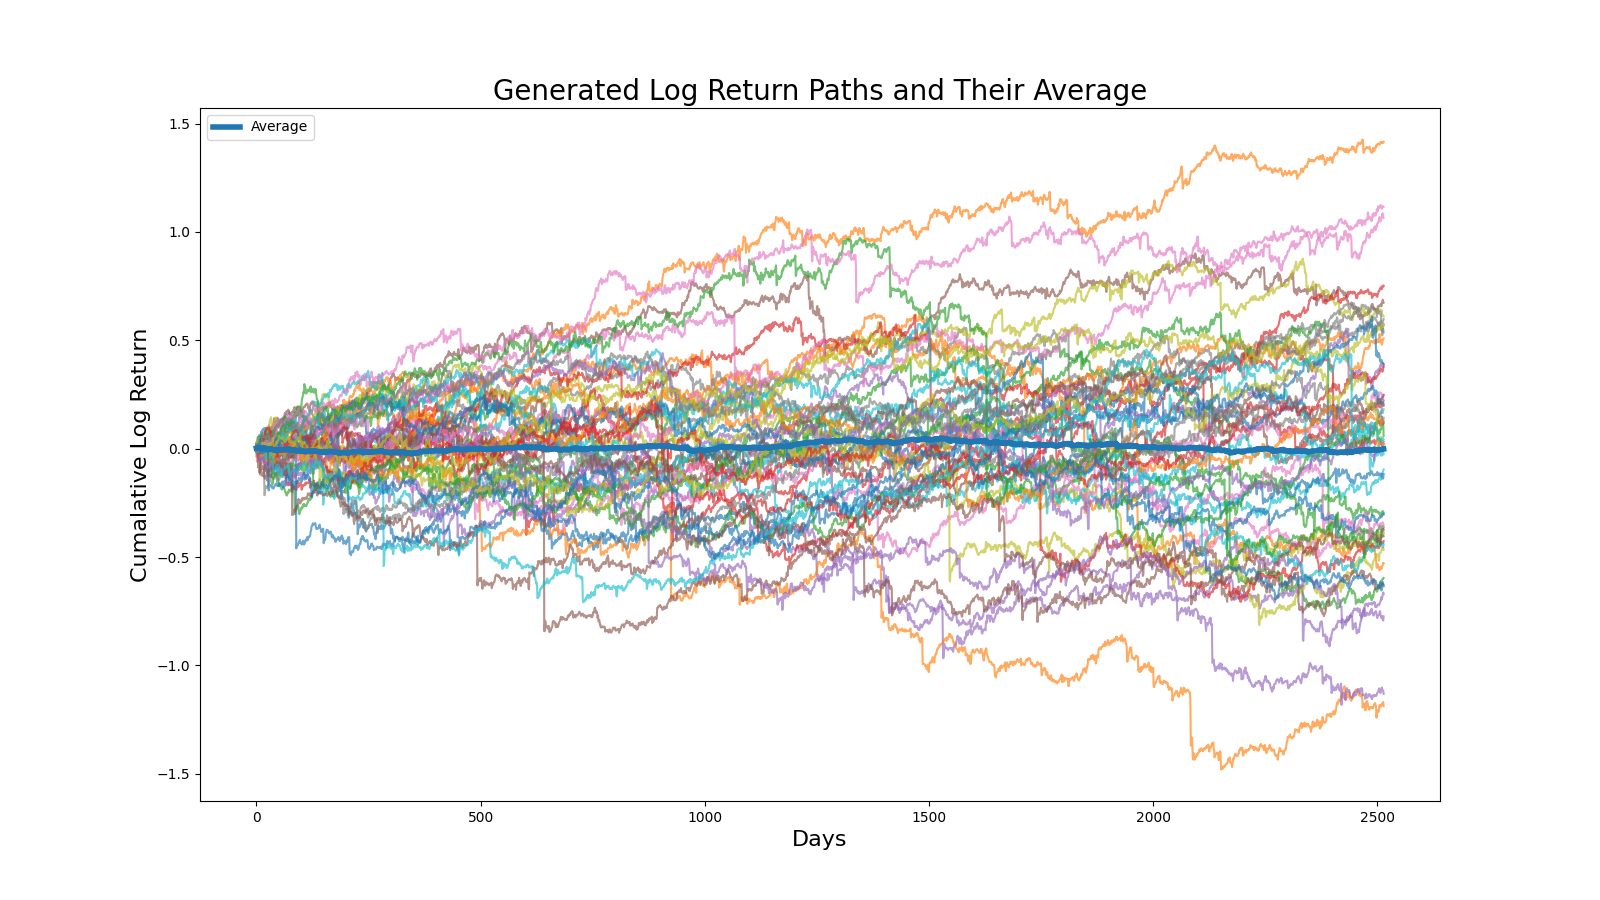 Generated Log Return Paths and Their Average
Average
1.5
1.0
0.5
0.0
−0.5
−1.0
−1.5
Cumalative Log Return
0 500 1000 1500 2000 2500
Days